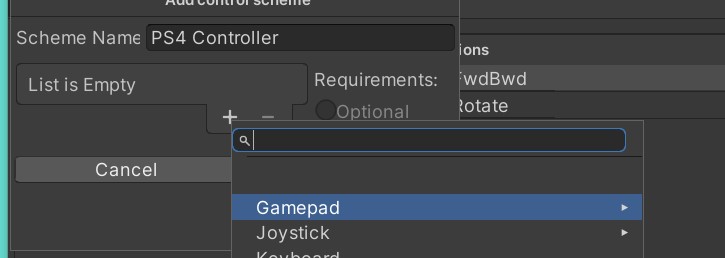 Add control scheme
Scheme Name PS4 Controller
ions
List is Empty
Requirements:
FwdBwd
Optional
Rotate
Cancel
Gamepad
Joystick
Keyboard